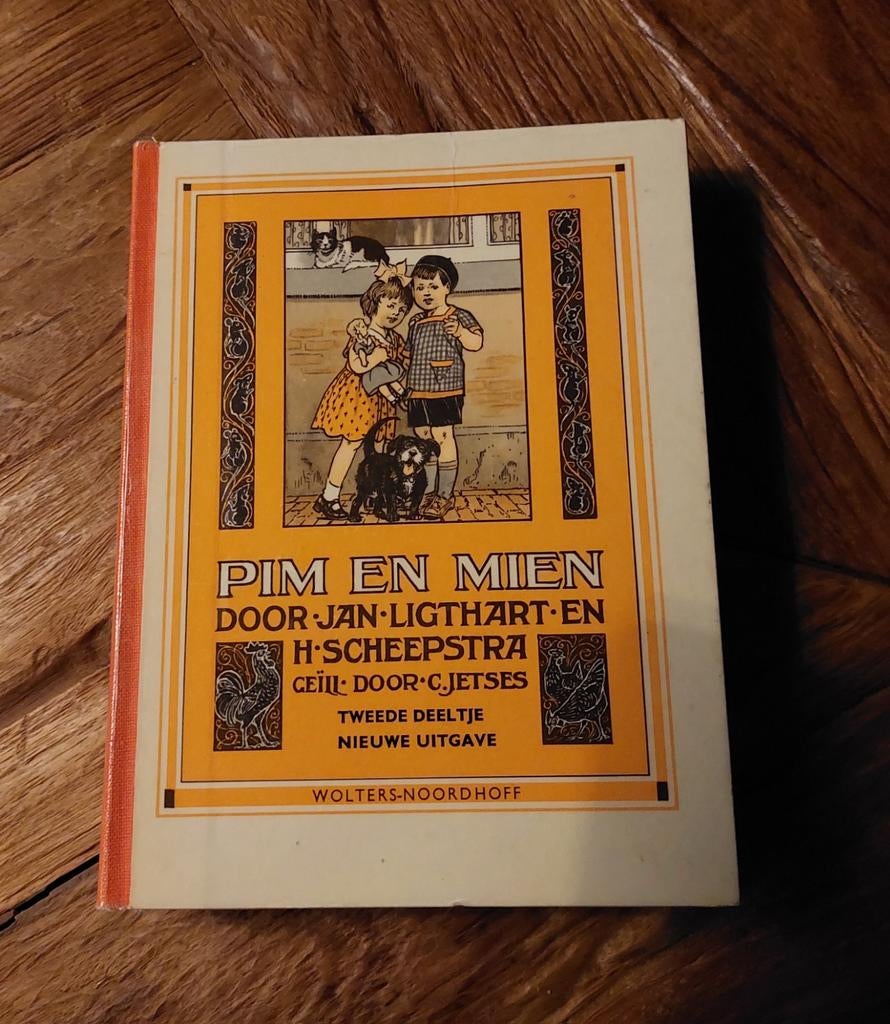 PIM EN MIEN
DOOR·JAN·LIGTHART·EN
H·SCHEEPSTRA
GEÏLL· DOOR·C.JETSES
TWEEDE DEELTJE
NIEUWE UITGAVE
WOLTERS-NOORDHOFF